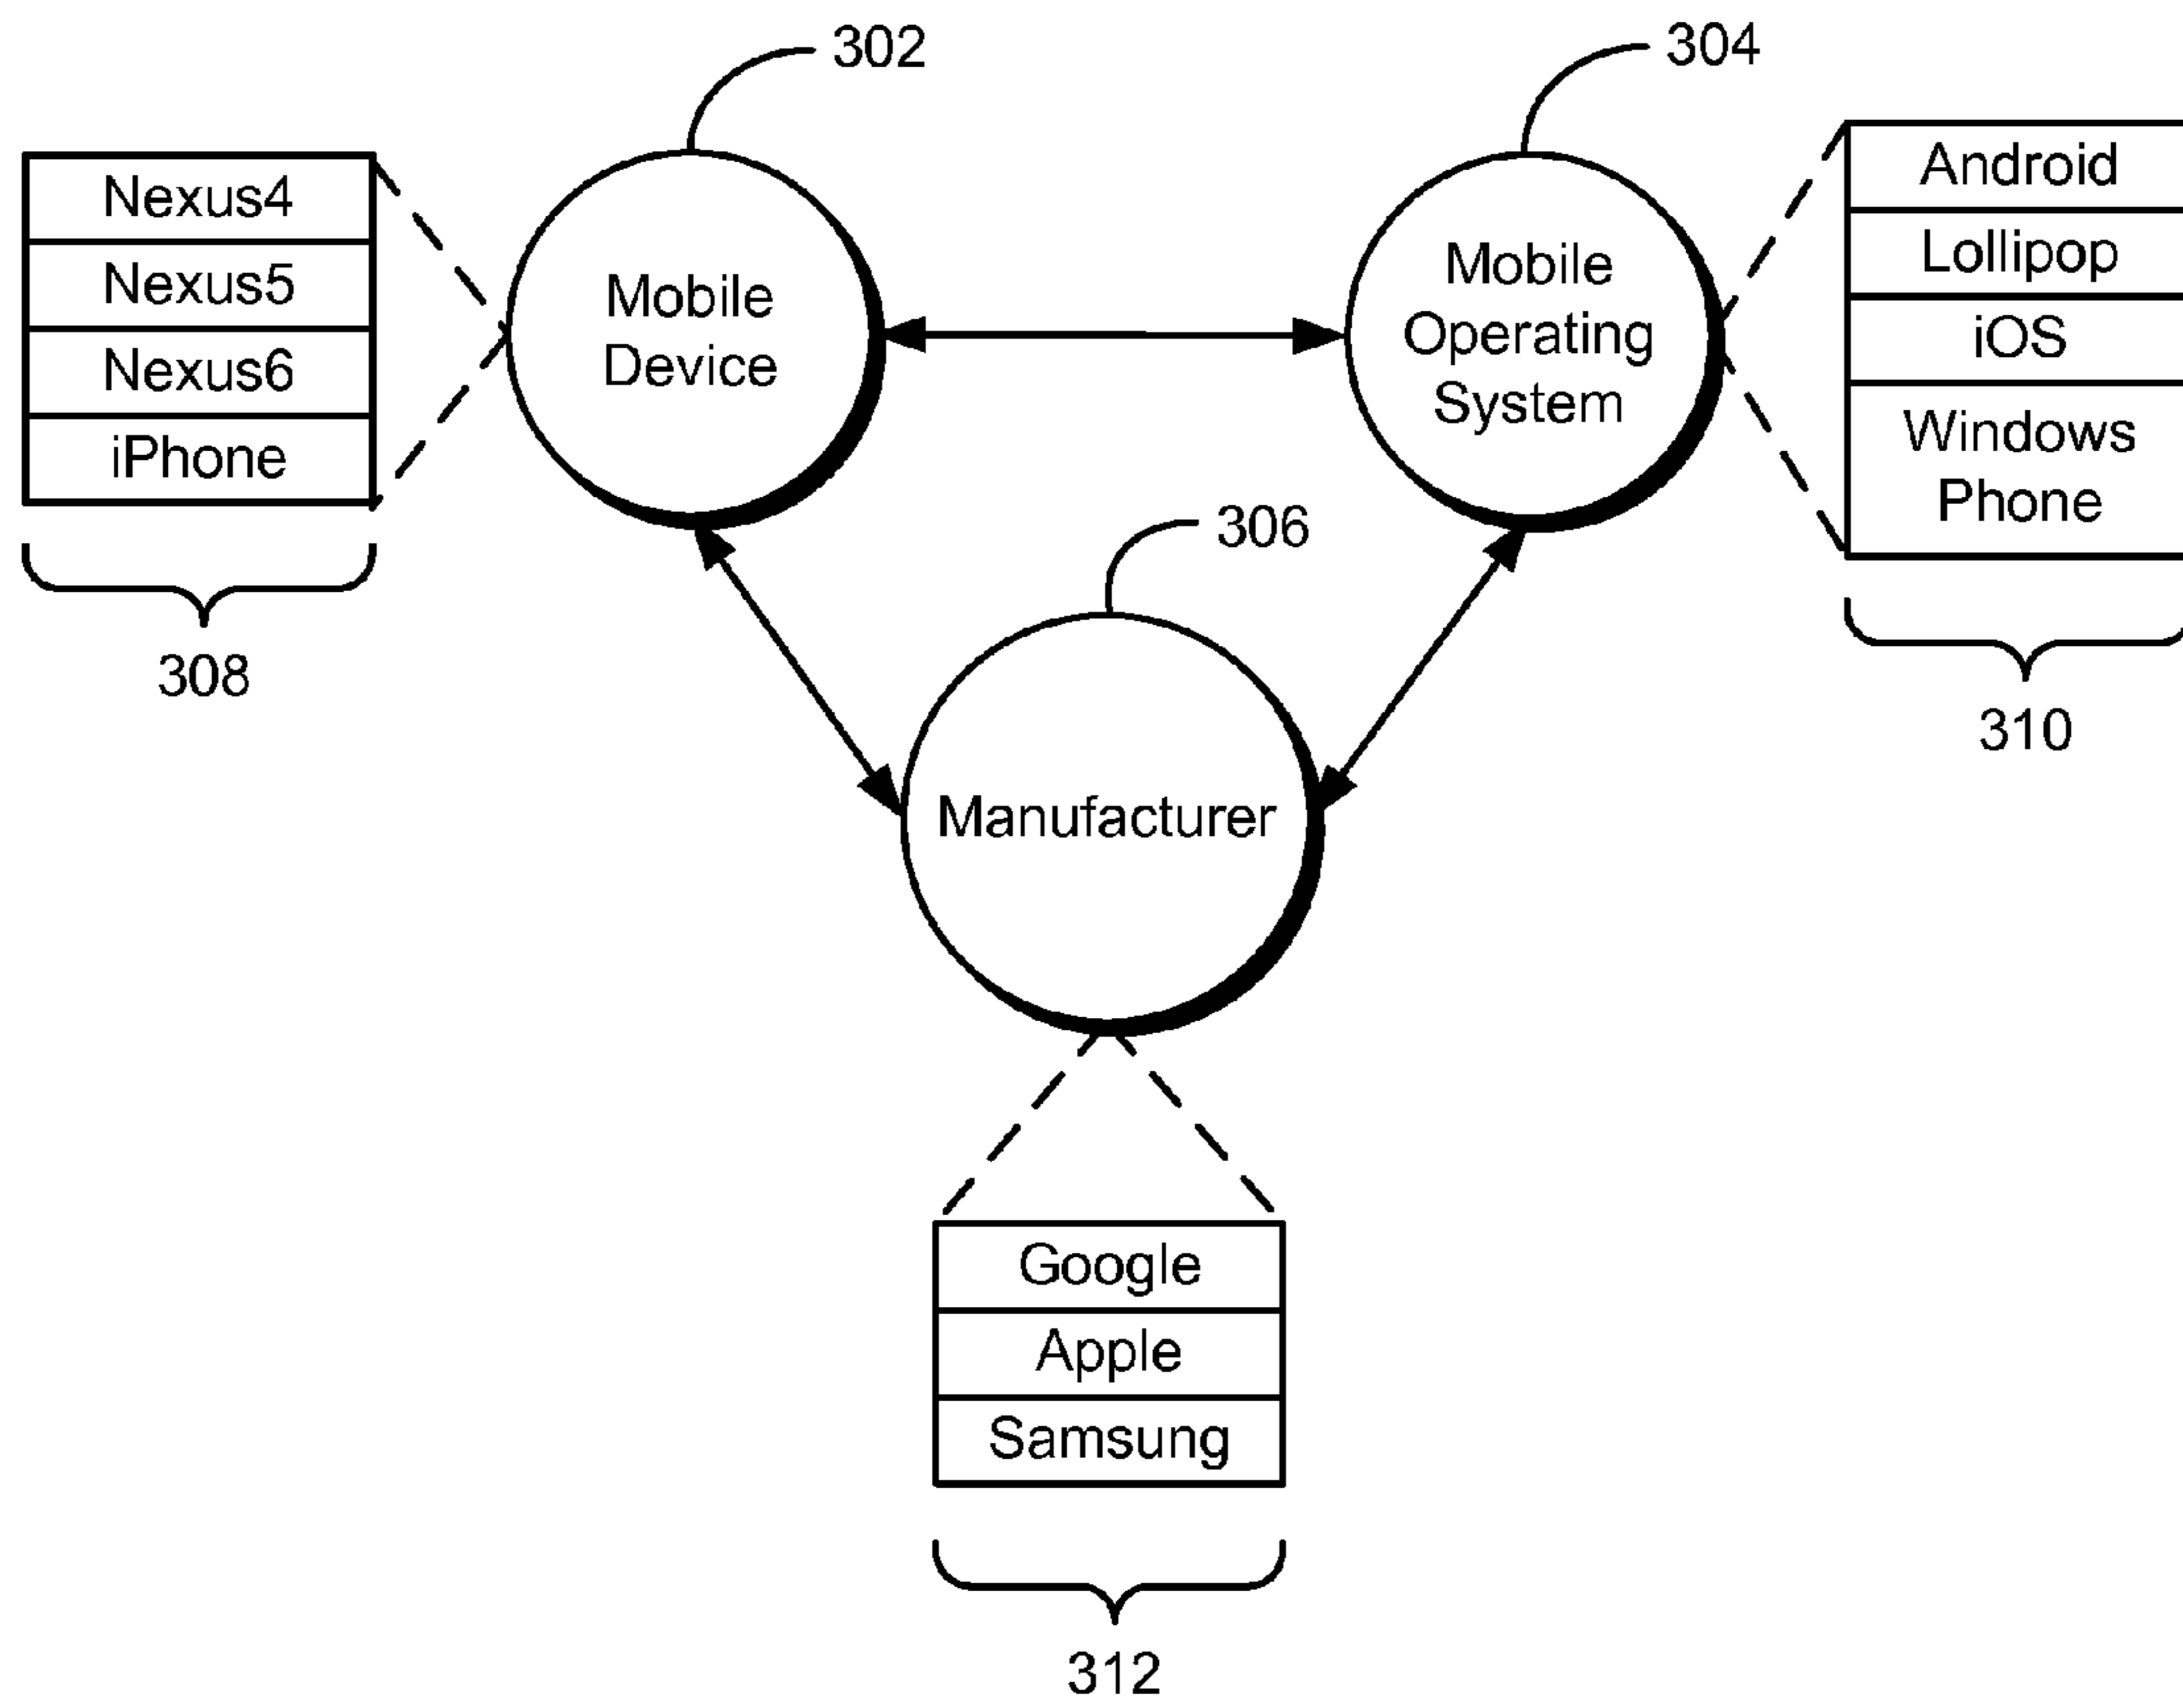 302
304
Nexus4
Nexus5
Nexus6
iPhone
308
Mobile
Device
Mobile
Operating
System
Android
Lollipop
iOS
Windows
Phone
310
306
Manufacturer
Google
Apple
Samsung
312